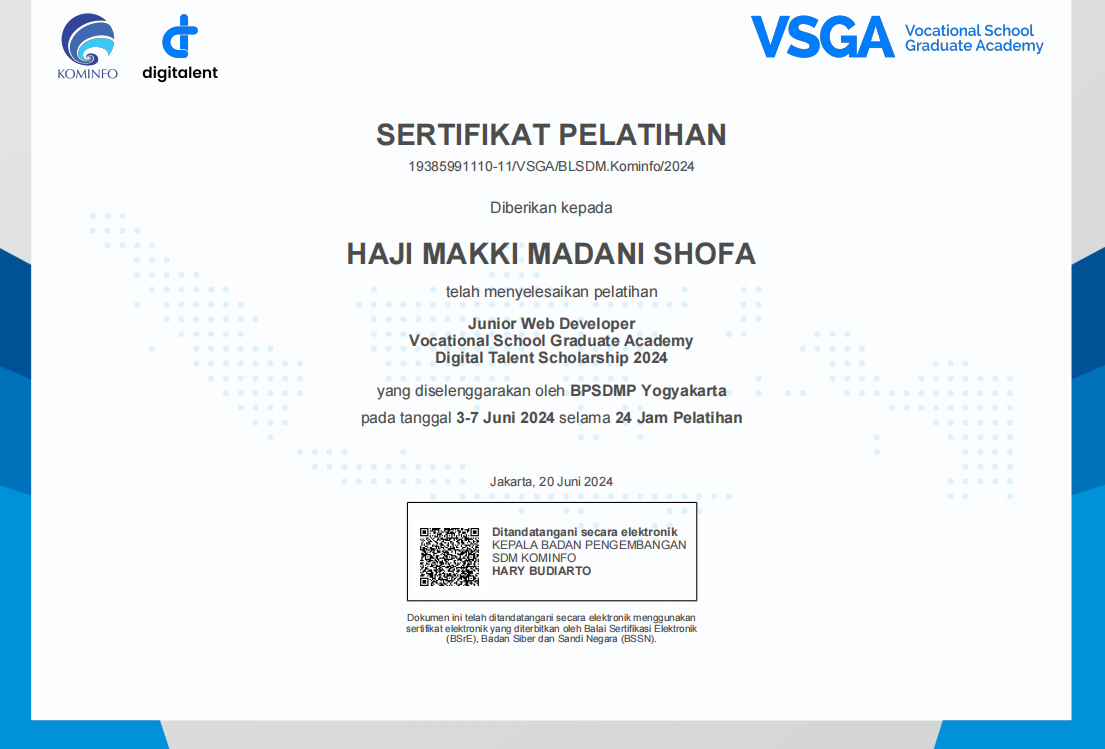 KOMINFO
digitalent
VSGA Vocational School
Graduate Academy
SERTIFIKAT PELATIHAN
19385991110-11/VSGA/BLSDM.Kominfo/2024
Diberikan kepada
HAJI MAKKI MADANI SHOFA
telah menyelesaikan pelatihan
Junior Web Developer
Vocational School Graduate Academy
Digital Talent Scholarship 2024
yang diselenggarakan oleh BPSDMP Yogyakarta
pada tanggal 3-7 Juni 2024 selama 24 Jam Pelatihan
Jakarta, 20 Juni 2024
Ditandatangani secara elektronik
KEPALA BADAN PENGEMBANGAN
SDM KOMINFO
HARY BUDIARTO
Dokumen ini telah ditandatangani secara elektronik menggunakan
sertifikat elektronik yang diterbitkan oleh Balai Sertifikasi Elektronik
(BSrE), Badan Siber dan Sandi Negara (BSSN).